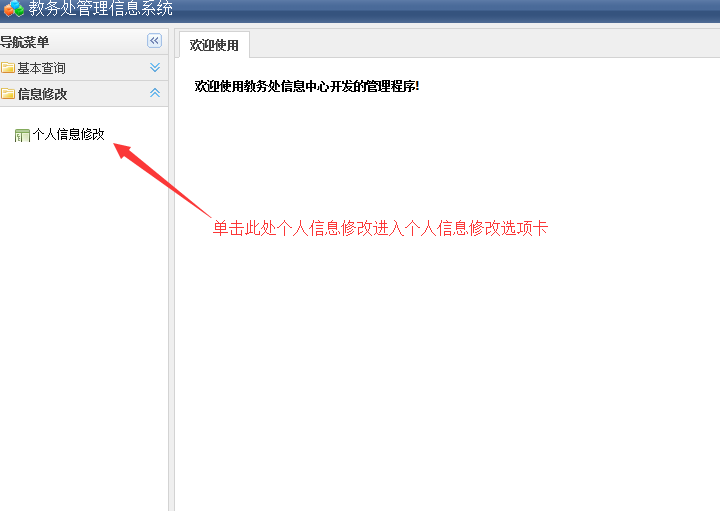 教务处管理信息系统
导航菜单
欢迎使用
基本查询
信息修改
欢迎使用教务处信息中心开发的管理程序!
个人信息修改
单击此处个人信息修改进入个人信息修改选项卡